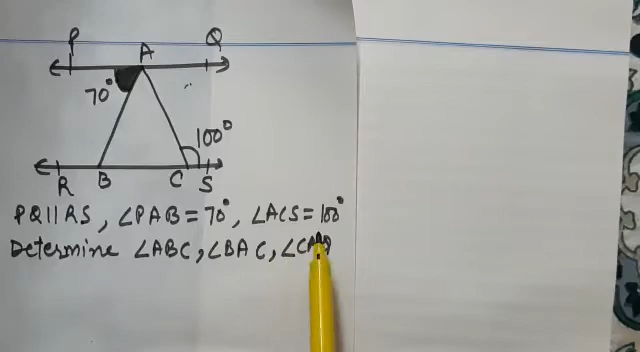 P A Q
70°
100°
R B C S
PQ||RS, ∠PAB=70°, ∠ACS=100°
Determine ∠ABC, ∠BAC,